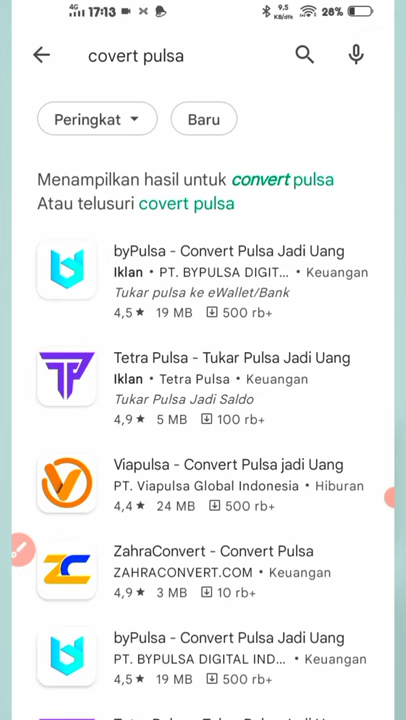 4G 17:13 9,5 KB/dtk 28%
covert pulsa
Peringkat Baru
Menampilkan hasil untuk convert pulsa
Atau telusuri covert pulsa
byPulsa - Convert Pulsa Jadi Uang
Iklan • PT. BYPULSA DIGIT... • Keuangan
Tukar pulsa ke eWallet/Bank
4,5★ 19 MB 500 rb+
Tetra Pulsa - Tukar Pulsa Jadi Uang
Iklan • Tetra Pulsa • Keuangan
Tukar Pulsa Jadi Saldo
4,9★ 5 MB 100 rb+
Viapulsa - Convert Pulsa jadi Uang
PT. Viapulsa Global Indonesia • Hiburan
4,4★ 24 MB 500 rb+
ZahraConvert - Convert Pulsa
ZAHRACONVERT.COM • Keuangan
4,9★ 3 MB 10 rb+
byPulsa - Convert Pulsa Jadi Uang
PT. BYPULSA DIGITAL IND... • Keuangan
4,5★ 19 MB 500 rb+